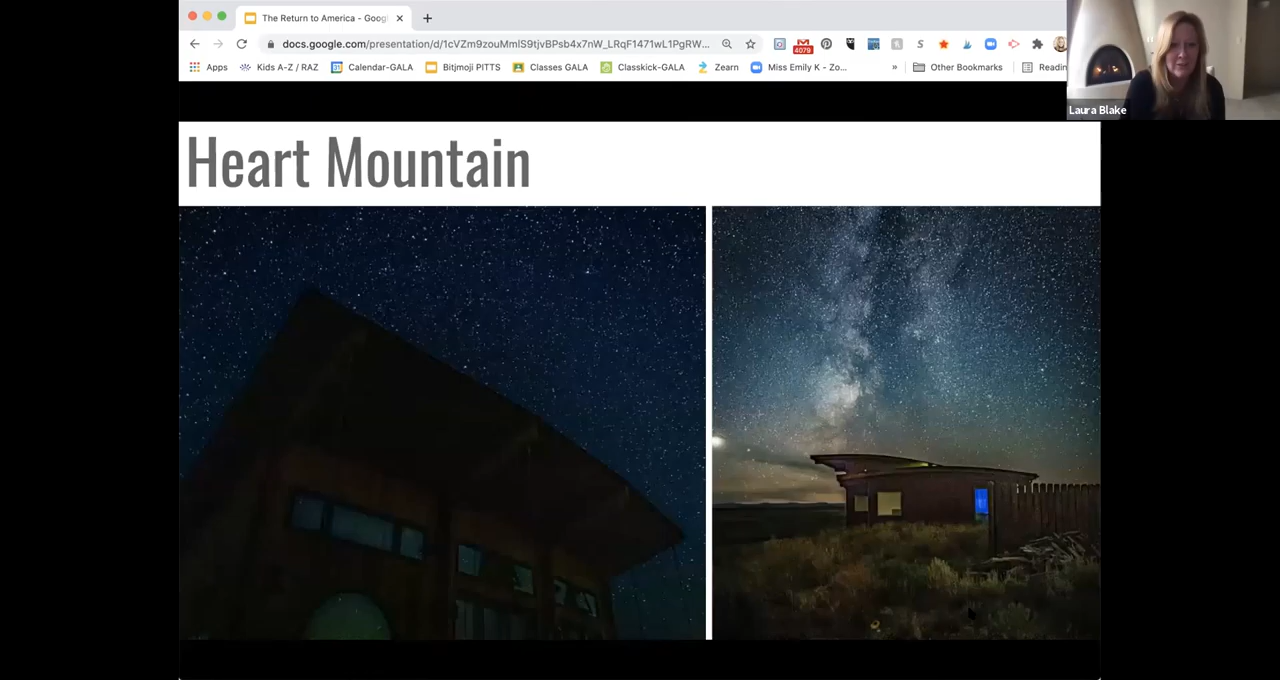 The Return to America - Goog
docs.google.com/presentation/d/1cVZm9zouMmlS9tjvBPsb4x7nW_LRqF1471wL1PgRW...
4079
Apps Kids A-Z / RAZ Calendar-GALA Bitjmoji PITTS Classes GALA Classkick-GALA Zearn Miss Emily K - Zo... » Other Bookmarks Readin
Laura Blake
Heart Mountain